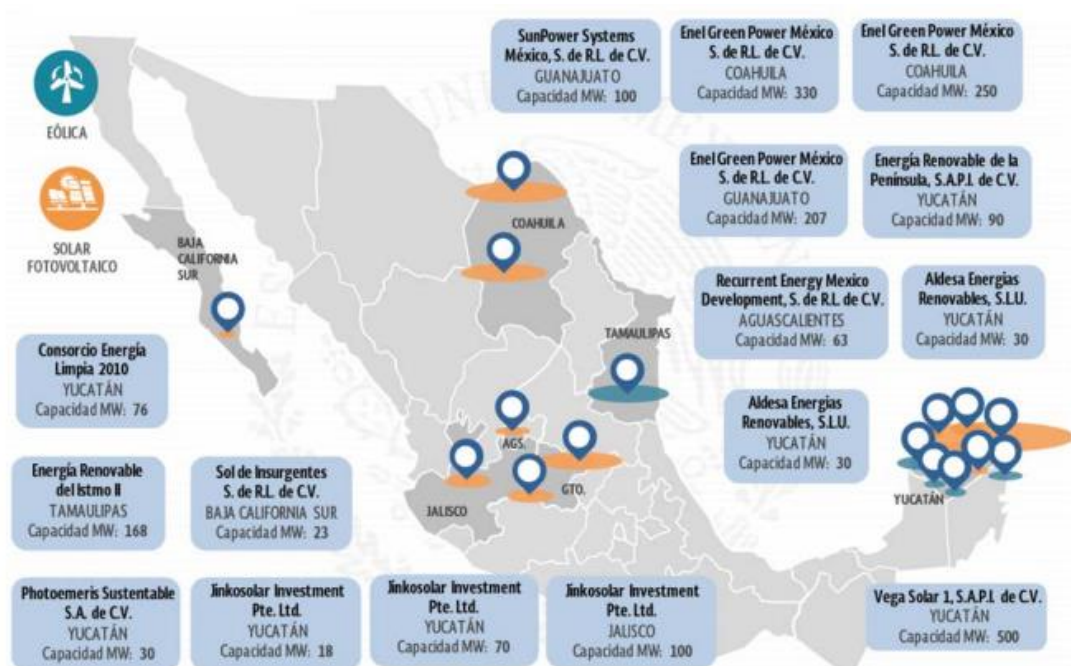 SunPower Systems
México, S. de R.L. de C.V.
GUANAJUATO
Capacidad MW: 100
Enel Green Power México
S. de R.L. de C.V.
COAHUILA
Capacidad MW: 330
Enel Green Power México
S. de R.L. de C.V.
COAHUILA
Capacidad MW: 250
EÓLICA
SOLAR
FOTOVOLTAICO
Enel Green Power México
S. de R.L. de C.V.
GUANAJUATO
Capacidad MW: 207
Energía Renovable de la
Península, S.A.P.I. de C.V.
YUCATÁN
Capacidad MW: 90
COAHUILA
BAJA
CALIFORNIA
SUR
Recurrent Energy Mexico
Development, S. de R.L. de C.V.
AGUASCALIENTES
Capacidad MW: 63
Aldesa Energias
Renovables, S.L.U.
YUCATÁN
Capacidad MW: 30
TAMAULIPAS
Consorcio Energía
Limpia 2010
YUCATÁN
Capacidad MW: 76
Aldesa Energias
Renovables, S.L.U.
YUCATÁN
Capacidad MW: 30
AGS.
GTO.
JALISCO
YUCATÁN
Energía Renovable
del Istmo II
TAMAULIPAS
Capacidad MW: 168
Sol de Insurgentes
S. de R.L. de C.V.
BAJA CALIFORNIA SUR
Capacidad MW: 23
Photoemeris Sustentable
S.A. de C.V.
YUCATÁN
Capacidad MW: 30
Jinkosolar Investment
Pte. Ltd.
YUCATÁN
Capacidad MW: 18
Jinkosolar Investment
Pte. Ltd.
YUCATÁN
Capacidad MW: 70
Jinkosolar Investment
Pte. Ltd.
JALISCO
Capacidad MW: 100
Vega Solar 1, S.A.P.I. de C.V.
YUCATÁN
Capacidad MW: 500